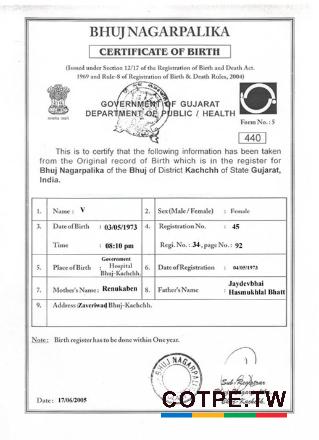 BHUJ NAGARPALIKA
CERTIFICATE OF BIRTH
(Issued under Section 12/17 of the Registration of Birth and Death Act.
1969 and Rule-8 of Registration of Birth & Death Rules, 2004)
GOVERNMENT OF GUJARAT
DEPARTMENT OF PUBLIC / HEALTH
Form No.: 5
440
This is to certify that the following information has been taken
from the Original record of Birth which is in the register for
Bhuj Nagarpalika of the Bhuj of District Kachchh of State Gujarat,
India.
1. Name : V 2. Sex (Male / Female) : Female
3. Date of Birth : 03/05/1973 4. Registration No. : 45
Time : 08:10 pm Regi. No.: 34, page No.: 92
5. Place of Birth : Government Hospital Bhuj-Kachchh. 6. Date of Registration : 04/05/1973
7. Mother's Name : Renukaben 8. Father's Name : Jaydevbhai Hasmukhlal Bhatt
9. Address : Zaveriwad Bhuj-Kachchh.
Note: Birth register has to be done within One year.
BHUJ NAGARPALIKA
Sub-Registrar
Bhuj Nagarpalika
Bhuj-Kachchh.
Date : 17/06/2005
COTPE.TW